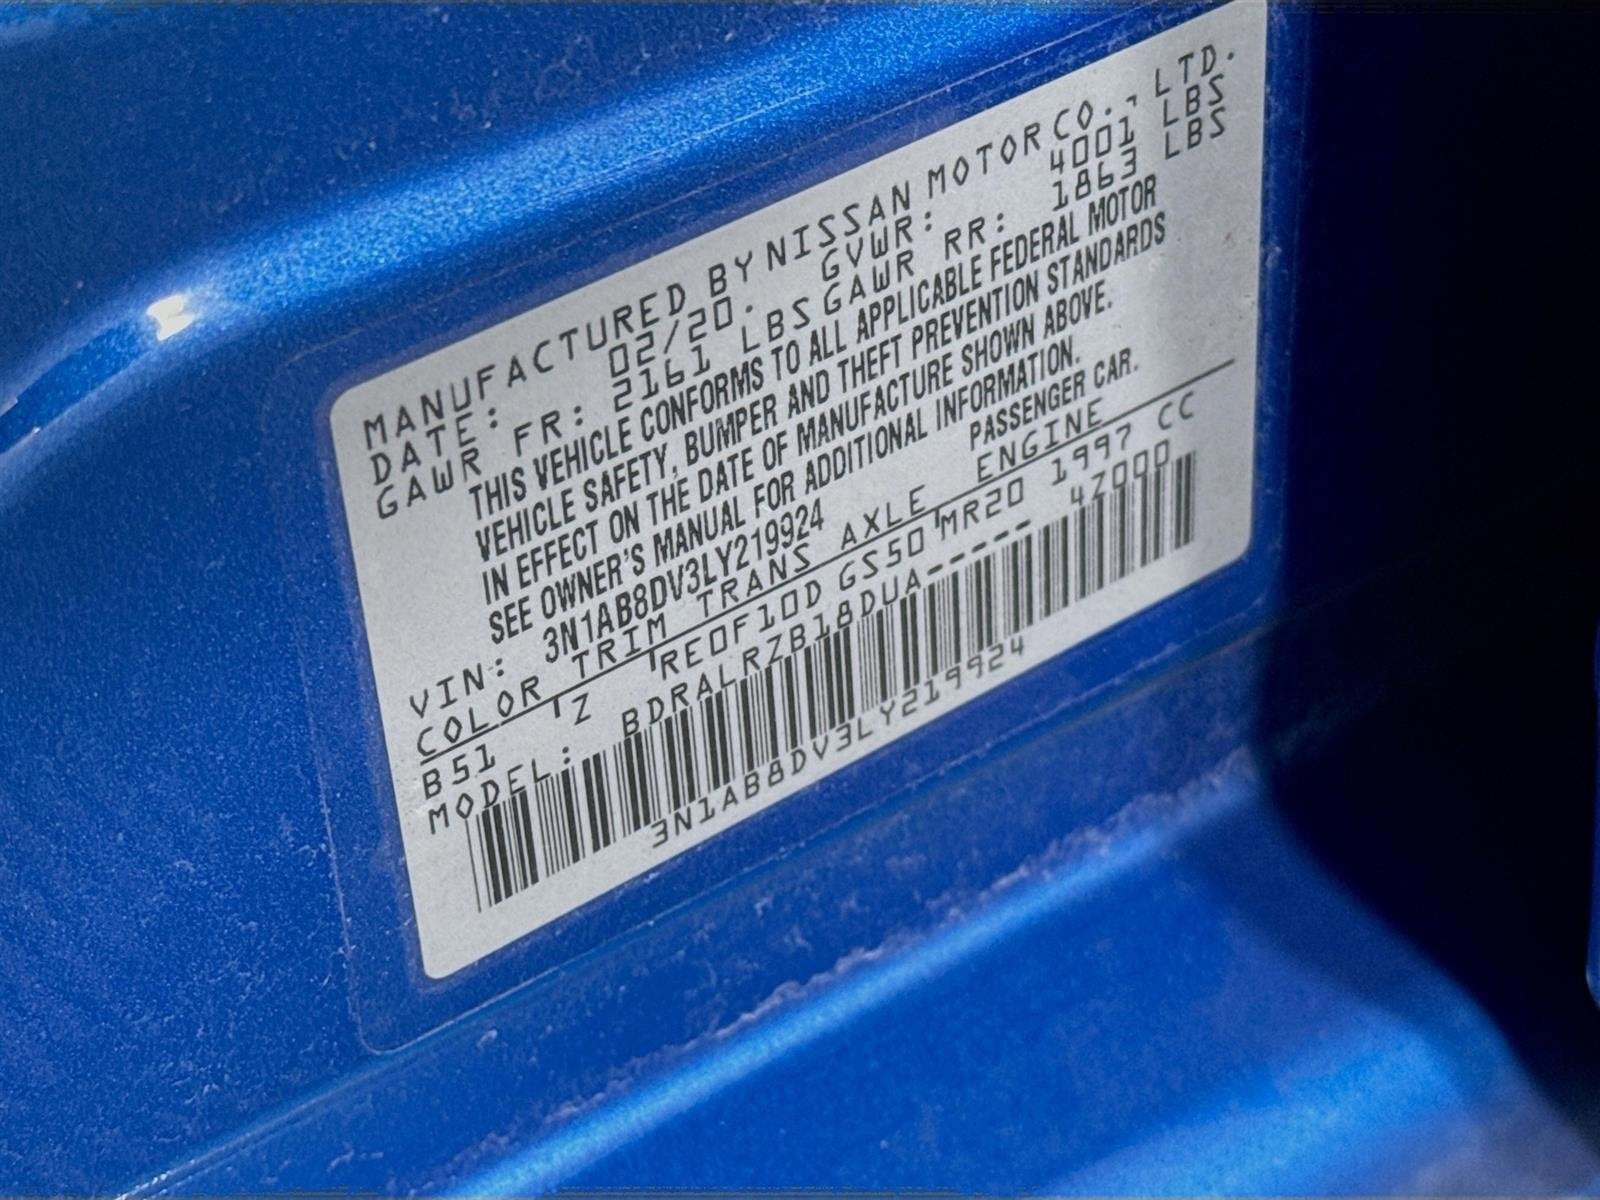 MANUFACTURED BY NISSAN MOTOR CO., LTD.
DATE: 02/20. GVWR: 4001 LBS
GAWR FR: 2161 LBS GAWR RR: 1863 LBS
THIS VEHICLE CONFORMS TO ALL APPLICABLE FEDERAL MOTOR
VEHICLE SAFETY, BUMPER AND THEFT PREVENTION STANDARDS
IN EFFECT ON THE DATE OF MANUFACTURE SHOWN ABOVE.
SEE OWNER'S MANUAL FOR ADDITIONAL INFORMATION.
VIN: 3N1AB8DV3LY219924 PASSENGER CAR.
COLOR TRIM TRANS AXLE ENGINE
B51 Z RE0F10D GS50 MR20 1997 CC
MODEL: BDRALRZB18DUA----- 4Z000
3N1AB8DV3LY219924